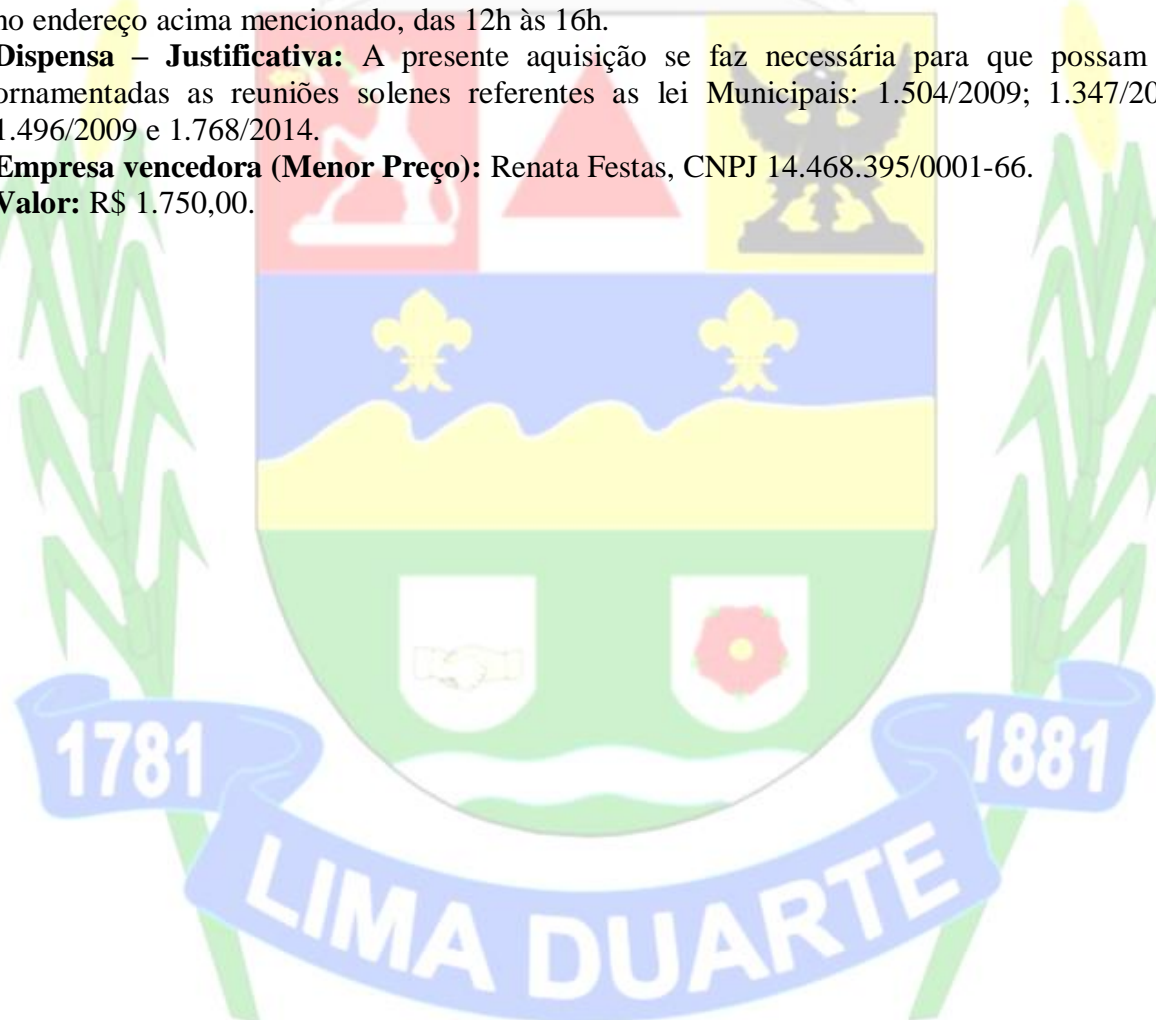 no endereço acima mencionado, das 12h às 16h.
Dispensa – Justificativa: A presente aquisição se faz necessária para que possam
ornamentadas as reuniões solenes referentes as lei Municipais: 1.504/2009; 1.347/20
1.496/2009 e 1.768/2014.
Empresa vencedora (Menor Preço): Renata Festas, CNPJ 14.468.395/0001-66.
Valor: R$ 1.750,00.
1781
1881
LIMA DUARTE